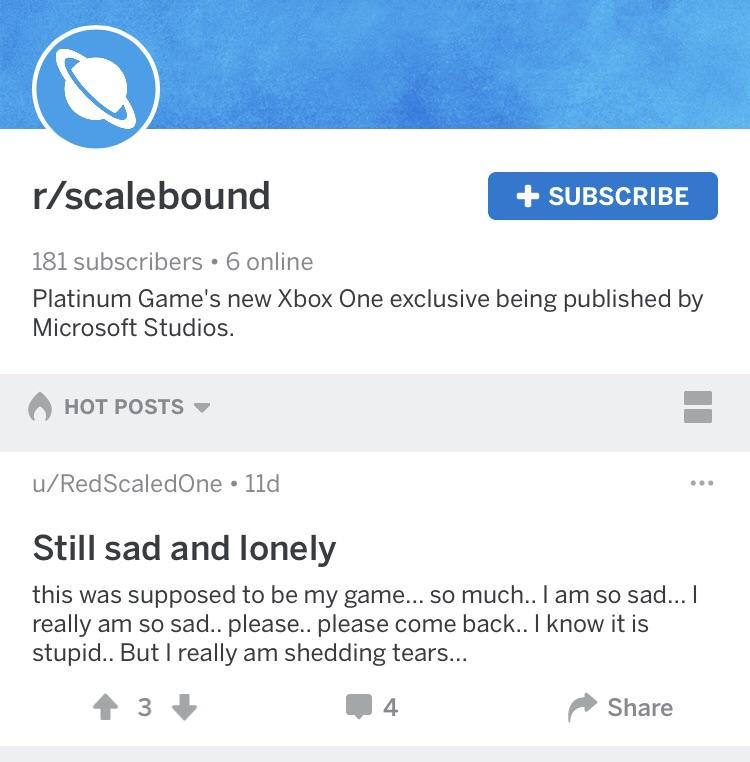 r/scalebound
+ SUBSCRIBE
181 subscribers • 6 online
Platinum Game's new Xbox One exclusive being published by
Microsoft Studios.
HOT POSTS
u/RedScaledOne • 11d
Still sad and lonely
this was supposed to be my game... so much.. I am so sad... I
really am so sad.. please.. please come back.. I know it is
stupid.. But I really am shedding tears...
3
4
Share